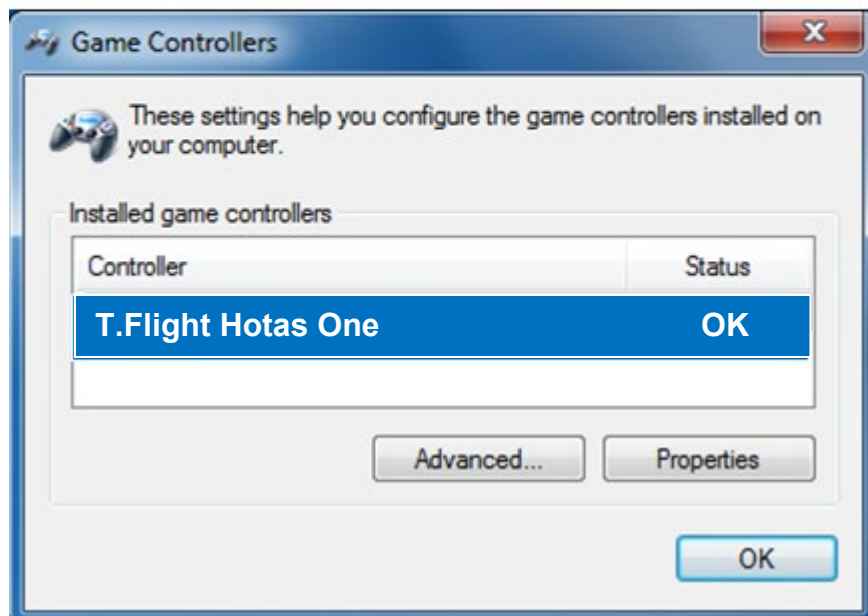 Game Controllers
These settings help you configure the game controllers installed on
your computer.
Installed game controllers
Controller Status
T.Flight Hotas One OK
Advanced... Properties
OK